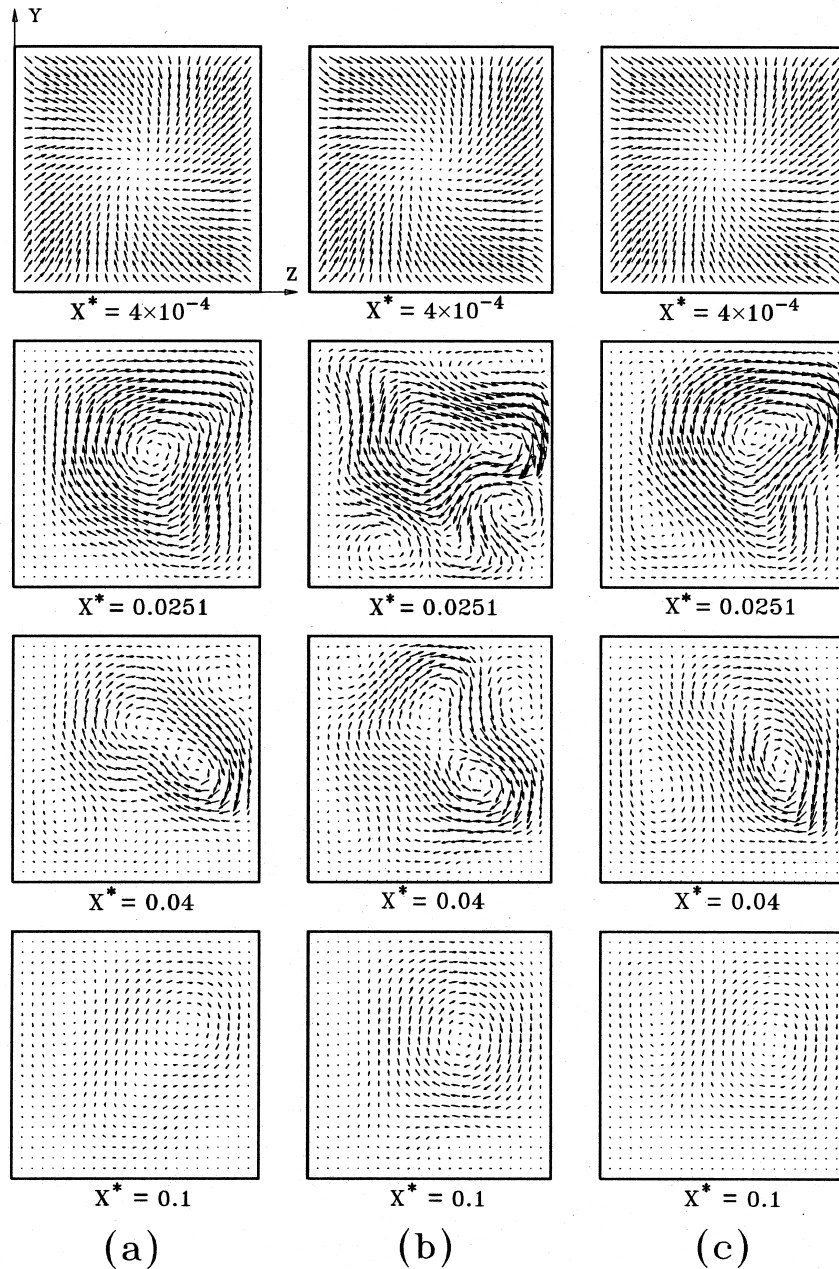 Y
Z
X* = 4×10⁻⁴ X* = 4×10⁻⁴ X* = 4×10⁻⁴
X* = 0.0251 X* = 0.0251 X* = 0.0251
X* = 0.04 X* = 0.04 X* = 0.04
X* = 0.1 X* = 0.1 X* = 0.1
(a) (b) (c)